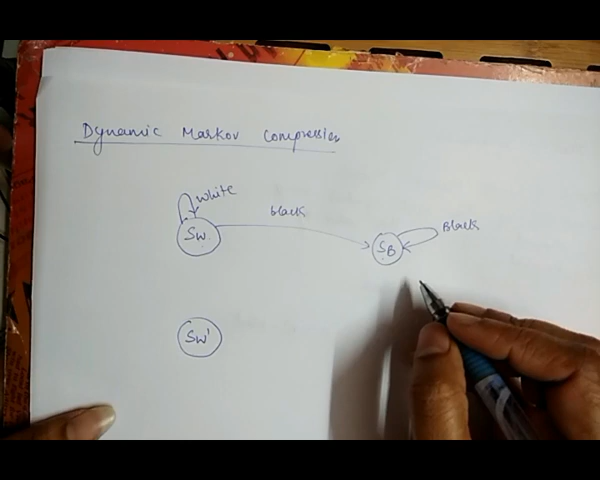 Dynamic Markov Compression
White
black
Sw
SB
Black
Sw'